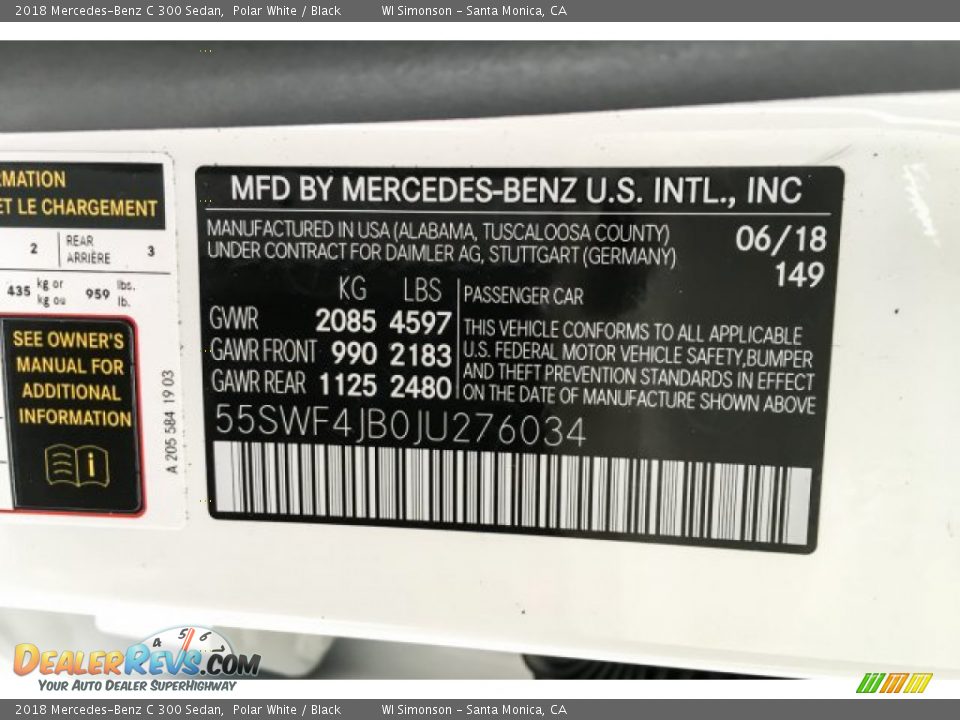 2018 Mercedes-Benz C 300 Sedan, Polar White / Black WI Simonson - Santa Monica, CA
RMATION
ET LE CHARGEMENT
2 REAR ARRIÈRE 3
435 kg or kg ou 959 lbs. lb.
SEE OWNER'S
MANUAL FOR
ADDITIONAL
INFORMATION
i
A 205 584 19 03
MFD BY MERCEDES-BENZ U.S. INTL., INC
MANUFACTURED IN USA (ALABAMA, TUSCALOOSA COUNTY)
UNDER CONTRACT FOR DAIMLER AG, STUTTGART (GERMANY)
06/18
149
KG LBS
GVWR 2085 4597
GAWR FRONT 990 2183
GAWR REAR 1125 2480
PASSENGER CAR
THIS VEHICLE CONFORMS TO ALL APPLICABLE
U.S. FEDERAL MOTOR VEHICLE SAFETY,BUMPER
AND THEFT PREVENTION STANDARDS IN EFFECT
ON THE DATE OF MANUFACTURE SHOWN ABOVE
55SWF4JB0JU276034
4 5 6 7
DEALERREVS.COM
YOUR AUTO DEALER SUPERHIGHWAY
2018 Mercedes-Benz C 300 Sedan, Polar White / Black WI Simonson - Santa Monica, CA